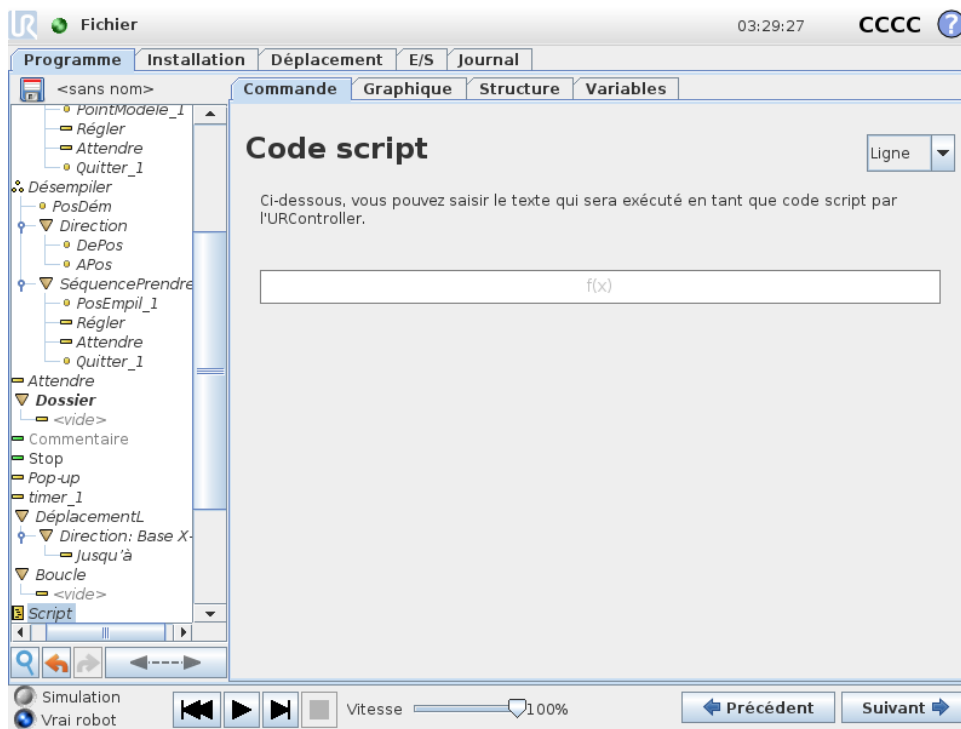 UR Fichier 03:29:27 CCCC ?
Programme Installation Déplacement E/S Journal
<sans nom> Commande Graphique Structure Variables
PointModèle_1
Régler
Attendre
Quitter_1
Désempiler
PosDém
Direction
DePos
APos
SéquencePrendre
PosEmpil_1
Régler
Attendre
Quitter_1
Attendre
Dossier
<vide>
Commentaire
Stop
Pop-up
timer_1
DéplacementL
Direction: Base X-
Jusqu'à
Boucle
<vide>
Script
Code script
Ligne
Ci-dessous, vous pouvez saisir le texte qui sera exécuté en tant que code script par
l'URController.
f(x)
Simulation
Vrai robot
Vitesse 100%
Précédent Suivant